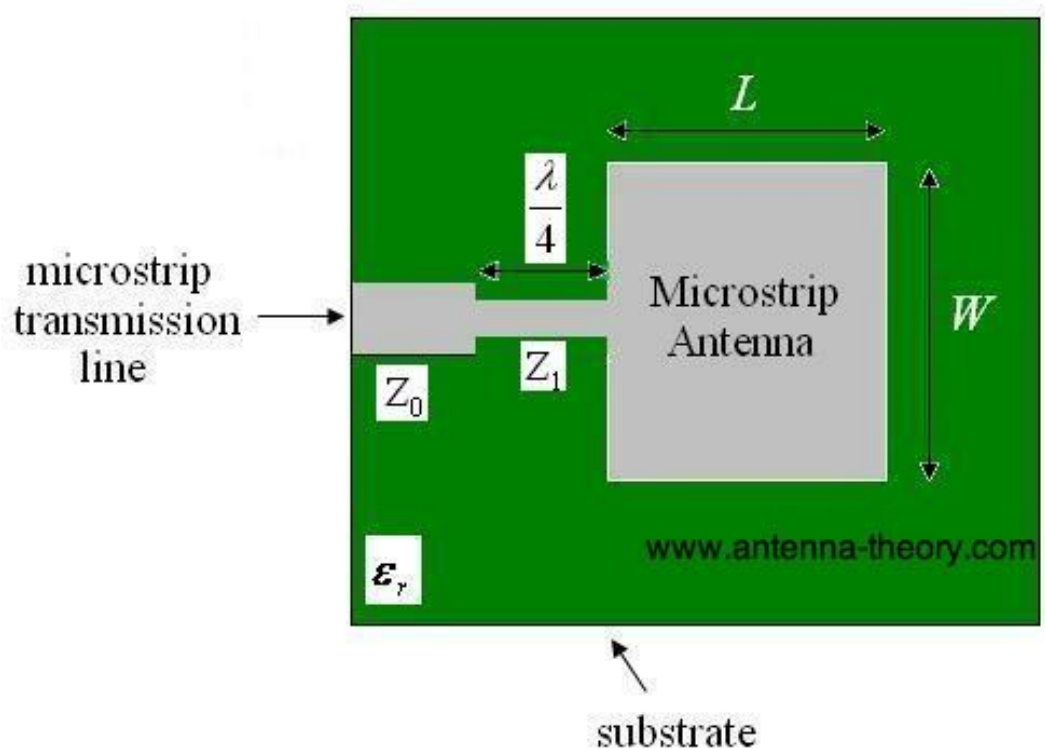 L
λ
4
microstrip
transmission
line
Microstrip
Antenna
W
Z₁
Z₀
www.antenna-theory.com
εᵣ
substrate